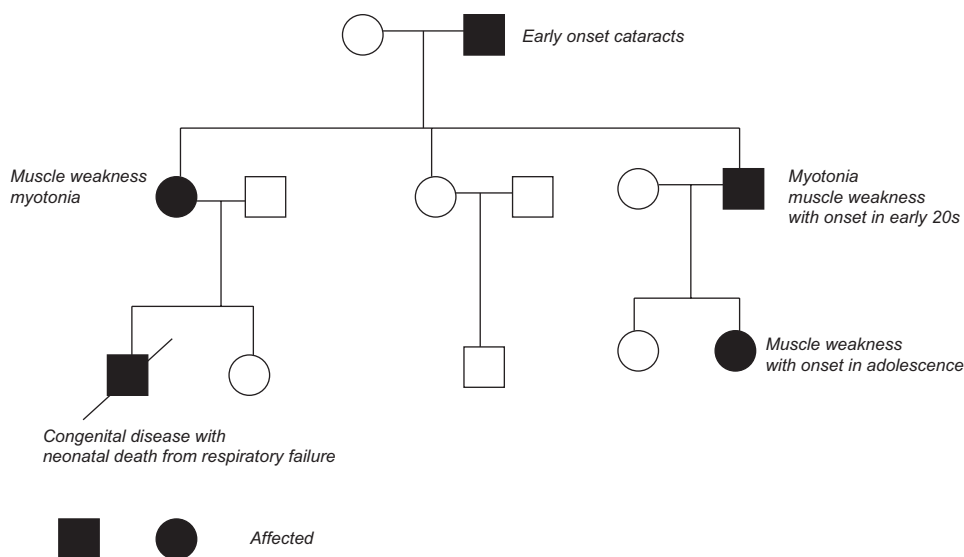 Early onset cataracts
Muscle weakness
myotonia
Myotonia
muscle weakness
with onset in early 20s
Muscle weakness
with onset in adolescence
Congenital disease with
neonatal death from respiratory failure
Affected